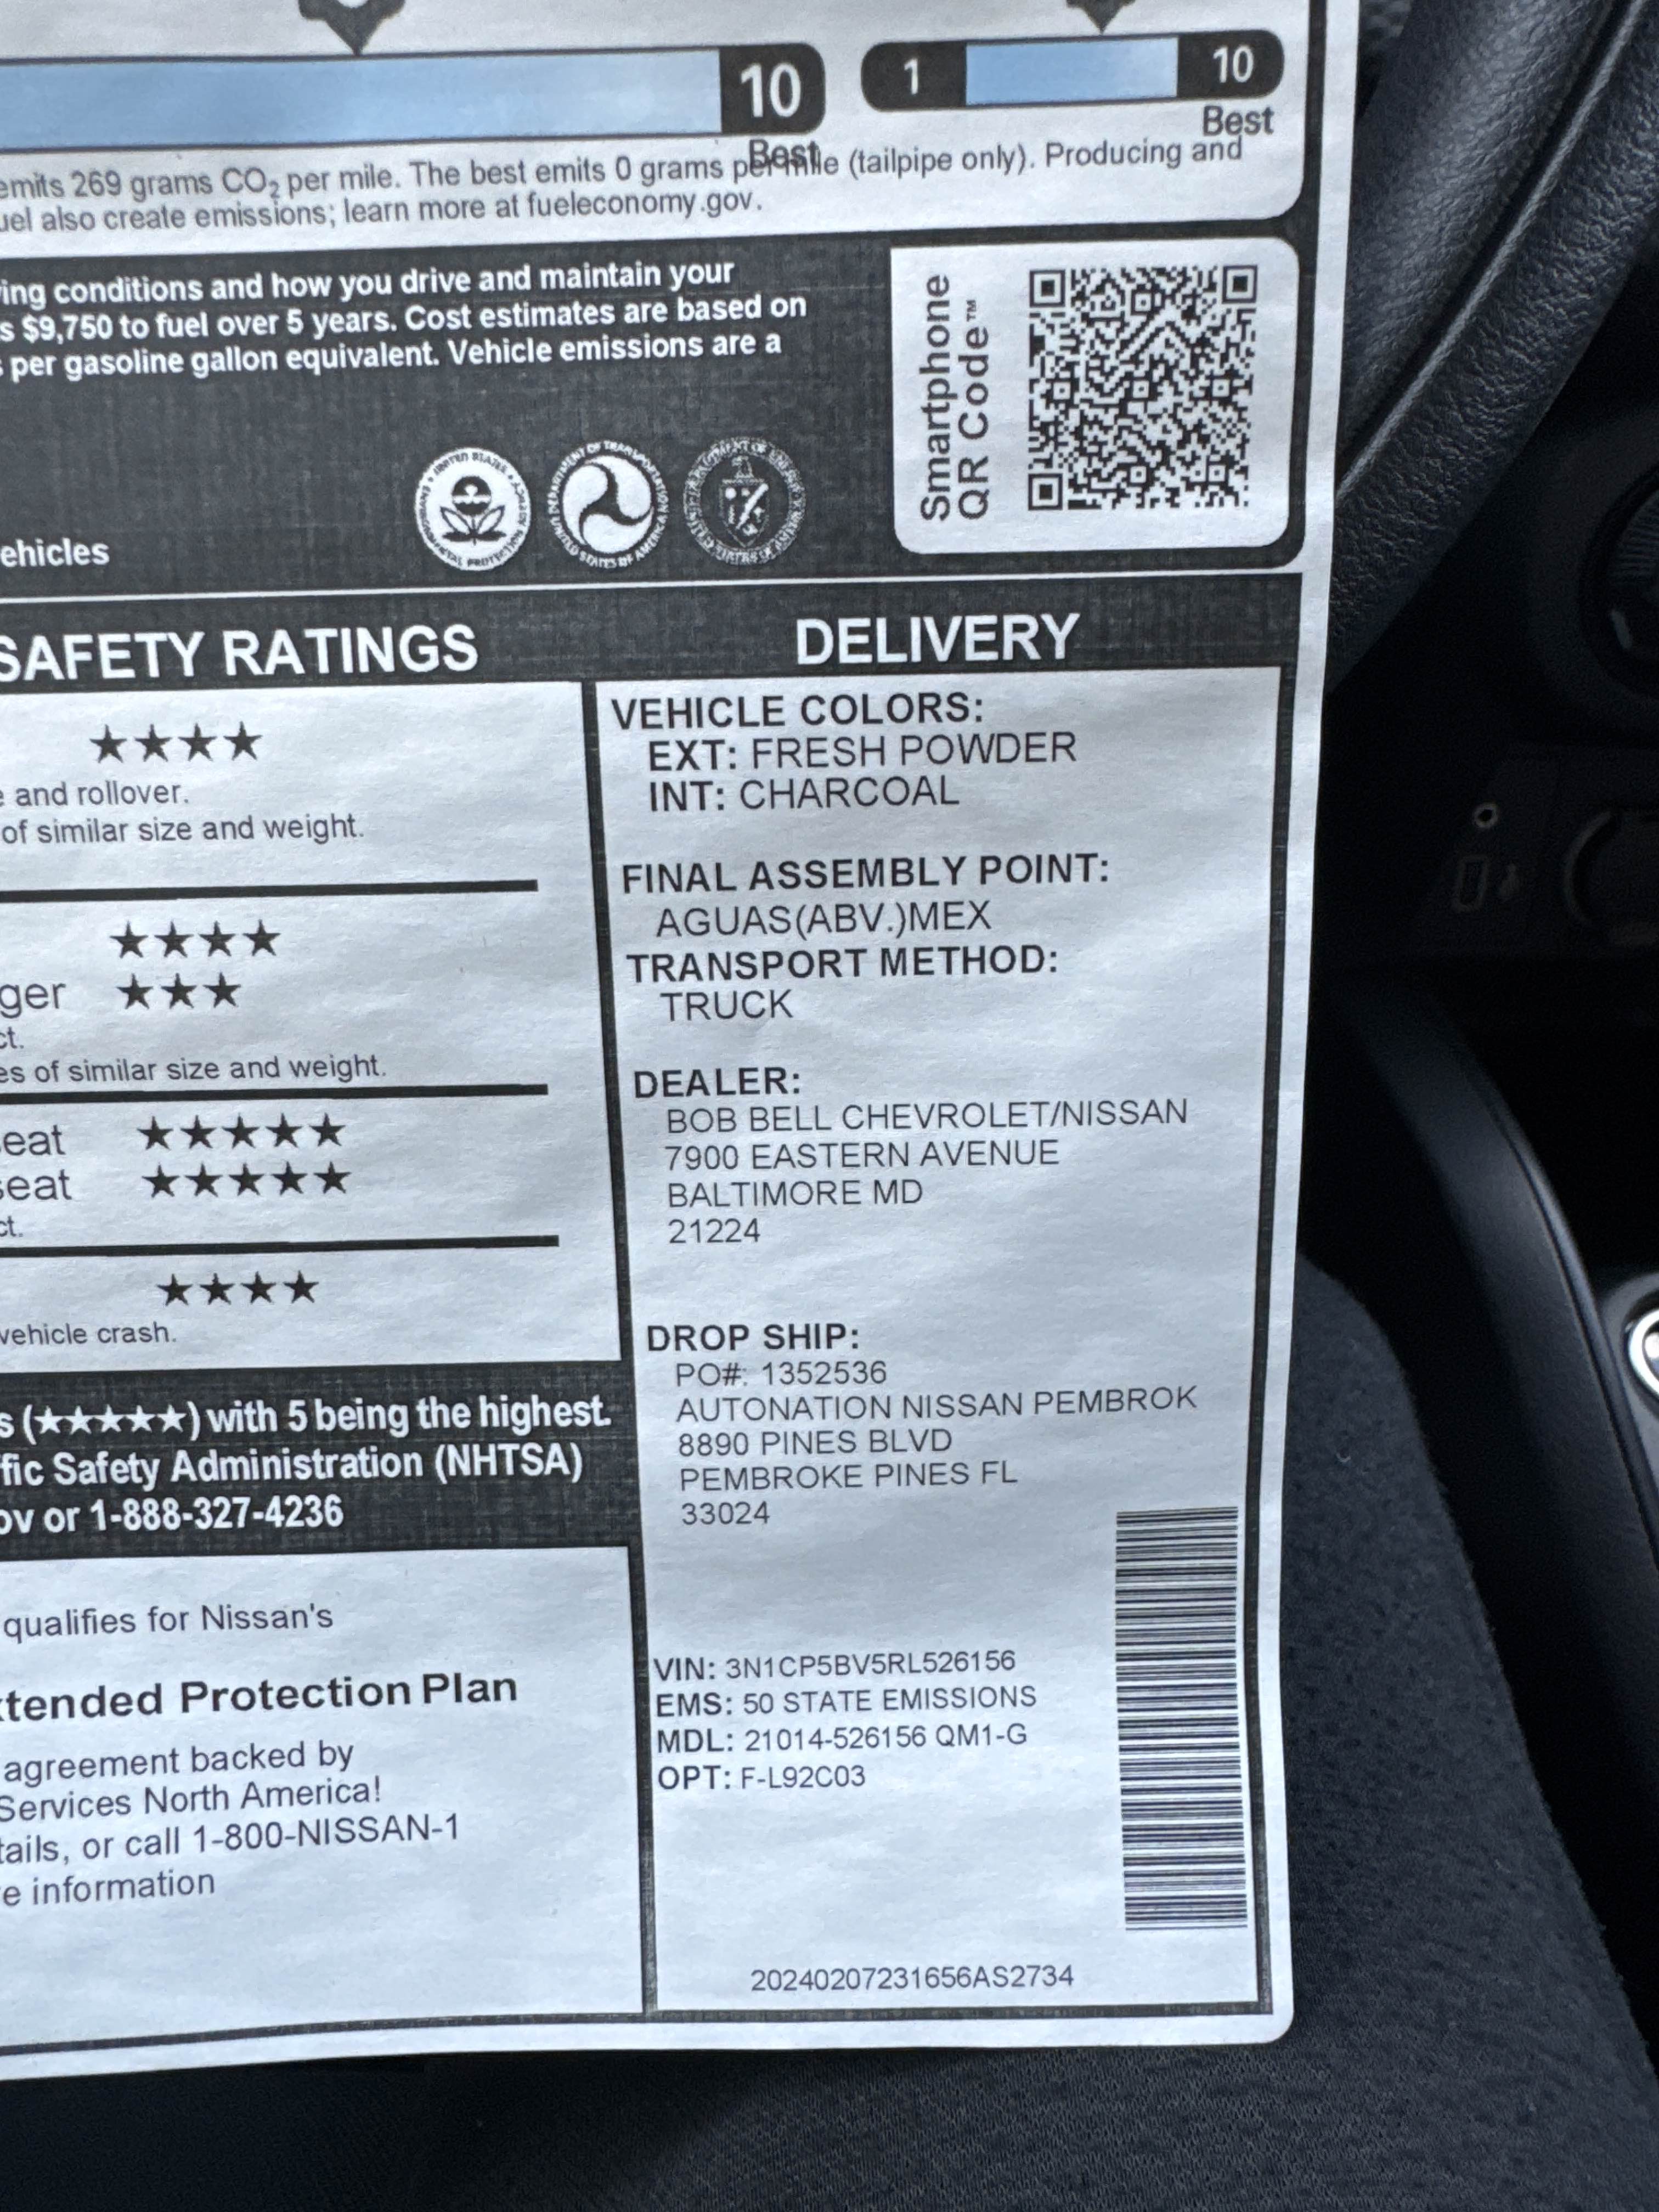 10
Best
1
10
Best
emits 269 grams CO2 per mile. The best emits 0 grams per mile (tailpipe only). Producing and
uel also create emissions; learn more at fueleconomy.gov.
ing conditions and how you drive and maintain your
s $9,750 to fuel over 5 years. Cost estimates are based on
per gasoline gallon equivalent. Vehicle emissions are a
ehicles
Smartphone
QR Code™
SAFETY RATINGS
★★★★
and rollover.
of similar size and weight.
★★★★
ger ★★★
ct.
es of similar size and weight.
eat ★★★★★
seat ★★★★★
ct.
★★★★
vehicle crash.
s (★★★★★) with 5 being the highest.
ffic Safety Administration (NHTSA)
ov or 1-888-327-4236
qualifies for Nissan's
xtended Protection Plan
agreement backed by
Services North America!
tails, or call 1-800-NISSAN-1
e information
DELIVERY
VEHICLE COLORS:
EXT: FRESH POWDER
INT: CHARCOAL
FINAL ASSEMBLY POINT:
AGUAS(ABV.)MEX
TRANSPORT METHOD:
TRUCK
DEALER:
BOB BELL CHEVROLET/NISSAN
7900 EASTERN AVENUE
BALTIMORE MD
21224
DROP SHIP:
PO#: 1352536
AUTONATION NISSAN PEMBROK
8890 PINES BLVD
PEMBROKE PINES FL
33024
VIN: 3N1CP5BV5RL526156
EMS: 50 STATE EMISSIONS
MDL: 21014-526156 QM1-G
OPT: F-L92C03
20240207231656AS2734